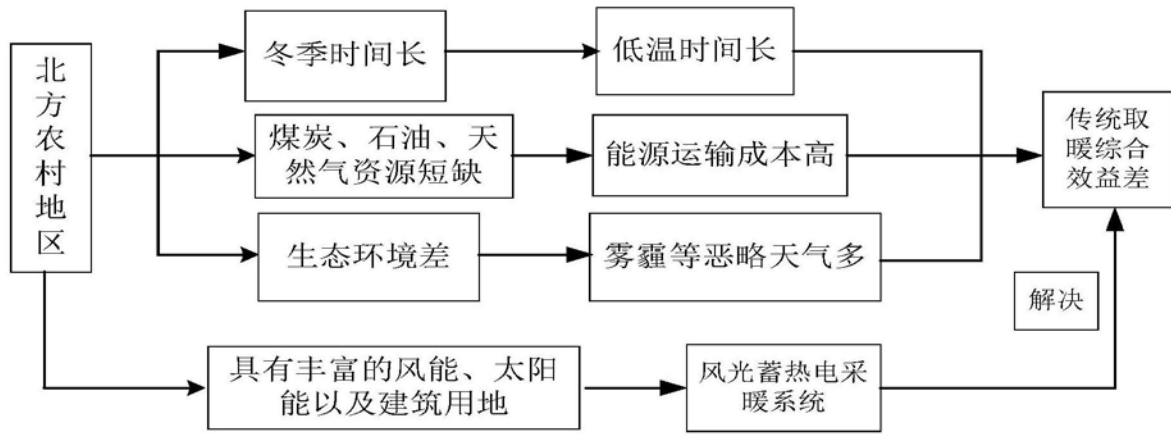 北方农村地区
冬季时间长
低温时间长
煤炭、石油、天
然气资源短缺
能源运输成本高
传统取
暖综合
效益差
生态环境差
雾霾等恶略天气多
解决
具有丰富的风能、太阳
能以及建筑用地
风光蓄热电采
暖系统